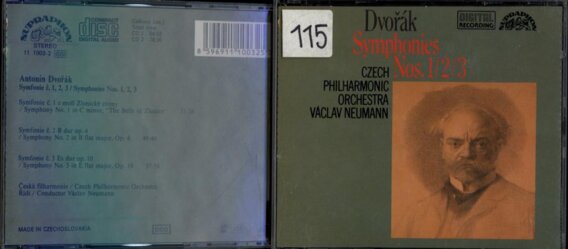 SUPRAPHON
STEREO
COMPACT
disc
DIGITAL AUDIO
Antonín Dvořák
Symfonie č. 1, 2, 3 / Symphonies Nos. 1, 2, 3
Symfonie č. 1 c moll Zlonické zvony
/ Symphony No. 1 in C minor, "The Bells of Zlonice"
Symfonie č. 2 B dur op. 4
/ Symphony No. 2 in B flat major, Op. 4
Symfonie č. 3 Es dur op. 10
/ Symphony No. 3 in E flat major, Op. 10
Česká filharmonie / Czech Philharmonic Orchestra
Řídí / Conductor Václav Neumann
MADE IN CZECHOSLOVAKIA
115
Dvořák
Symphonies
Nos. 1/2/3
CZECH
PHILHARMONIC
ORCHESTRA
VÁCLAV NEUMANN
DIGITAL
RECORDING
SUPRAPHON